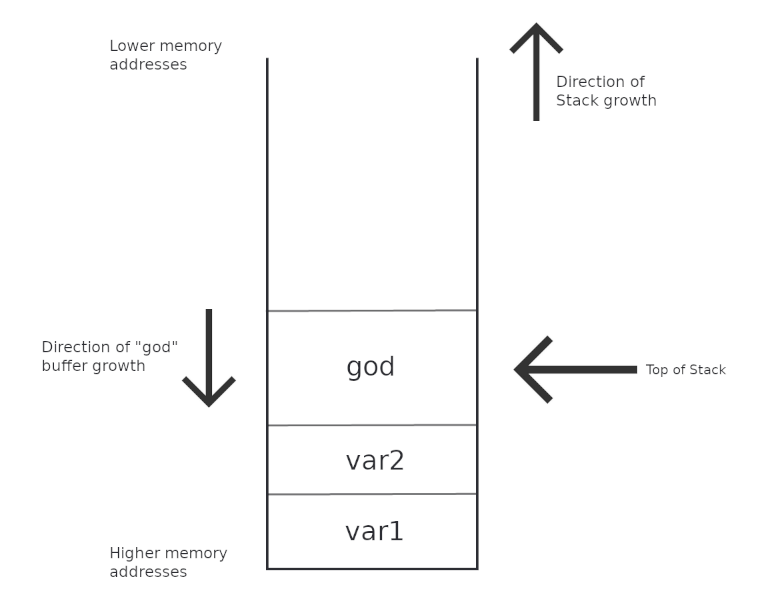 Lower memory
addresses
Direction of
Stack growth
Direction of "god"
buffer growth
god
Top of Stack
var2
var1
Higher memory
addresses